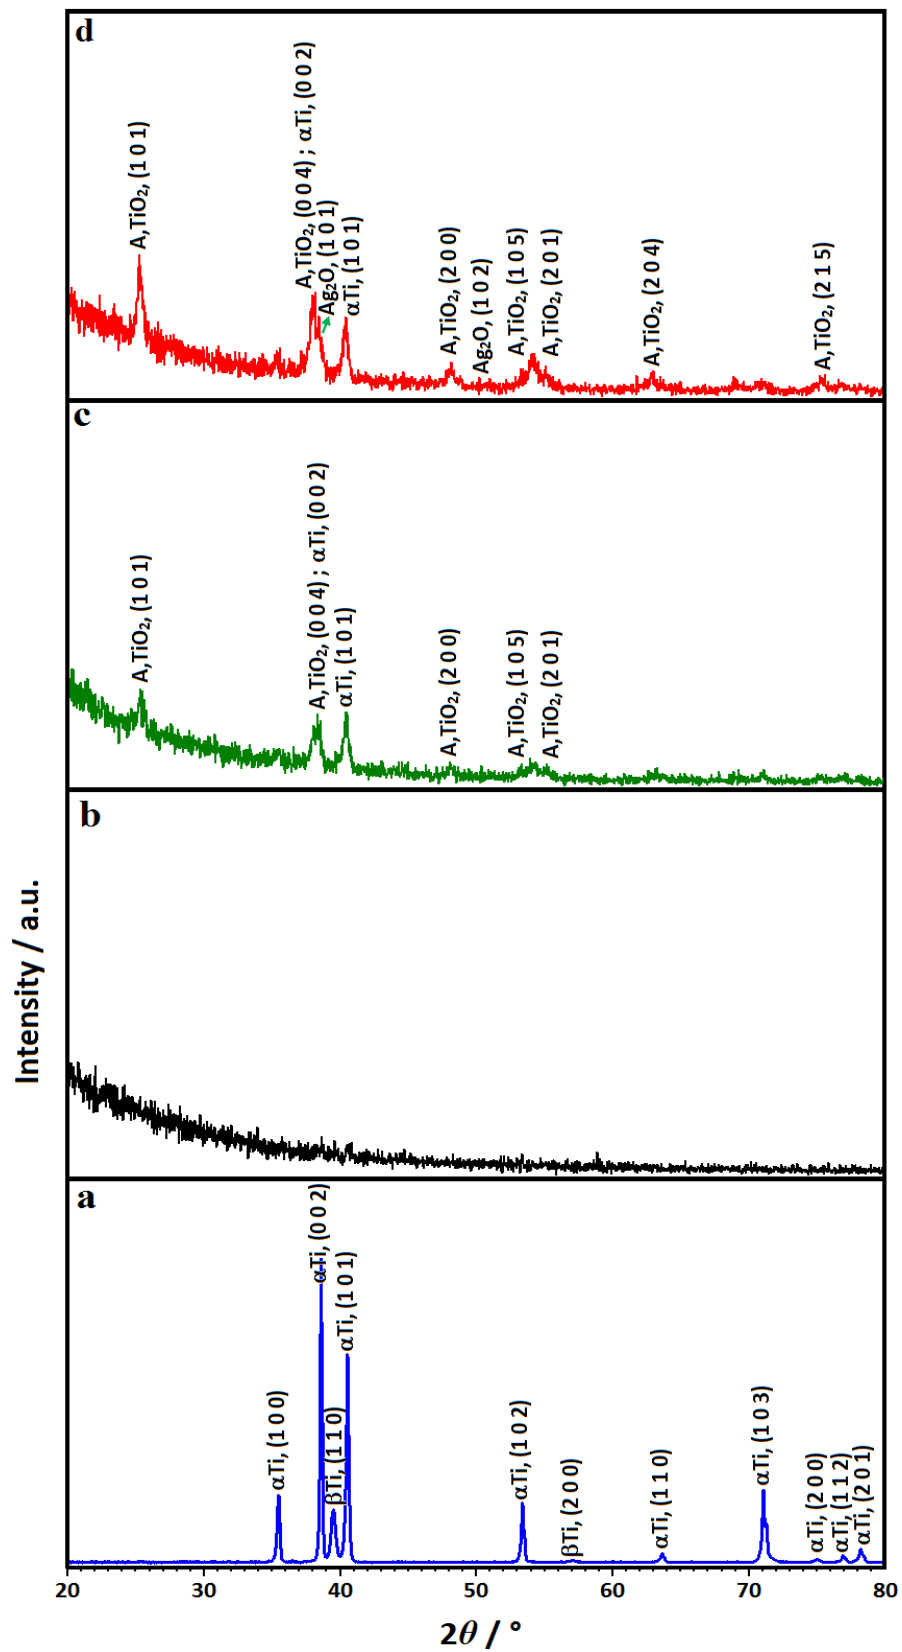 d
A,TiO₂, (1 0 1)
A,TiO₂, (0 0 4) ; αTi, (0 0 2)
Ag₂O, (1 0 1)
αTi, (1 0 1)
A,TiO₂, (2 0 0)
Ag₂O, (1 0 2)
A,TiO₂, (1 0 5)
A,TiO₂, (2 0 1)
A,TiO₂, (2 0 4)
A,TiO₂, (2 1 5)
c
A,TiO₂, (1 0 1)
A,TiO₂, (0 0 4) ; αTi, (0 0 2)
αTi, (1 0 1)
A,TiO₂, (2 0 0)
A,TiO₂, (1 0 5)
A,TiO₂, (2 0 1)
b
Intensity / a.u.
a
αTi, (1 0 0)
αTi, (0 0 2)
βTi, (1 1 0)
αTi, (1 0 1)
αTi, (1 0 2)
βTi, (2 0 0)
αTi, (1 1 0)
αTi, (1 0 3)
αTi, (2 0 0)
αTi, (1 1 2)
αTi, (2 0 1)
20 30 40 50 60 70 80
2θ / °